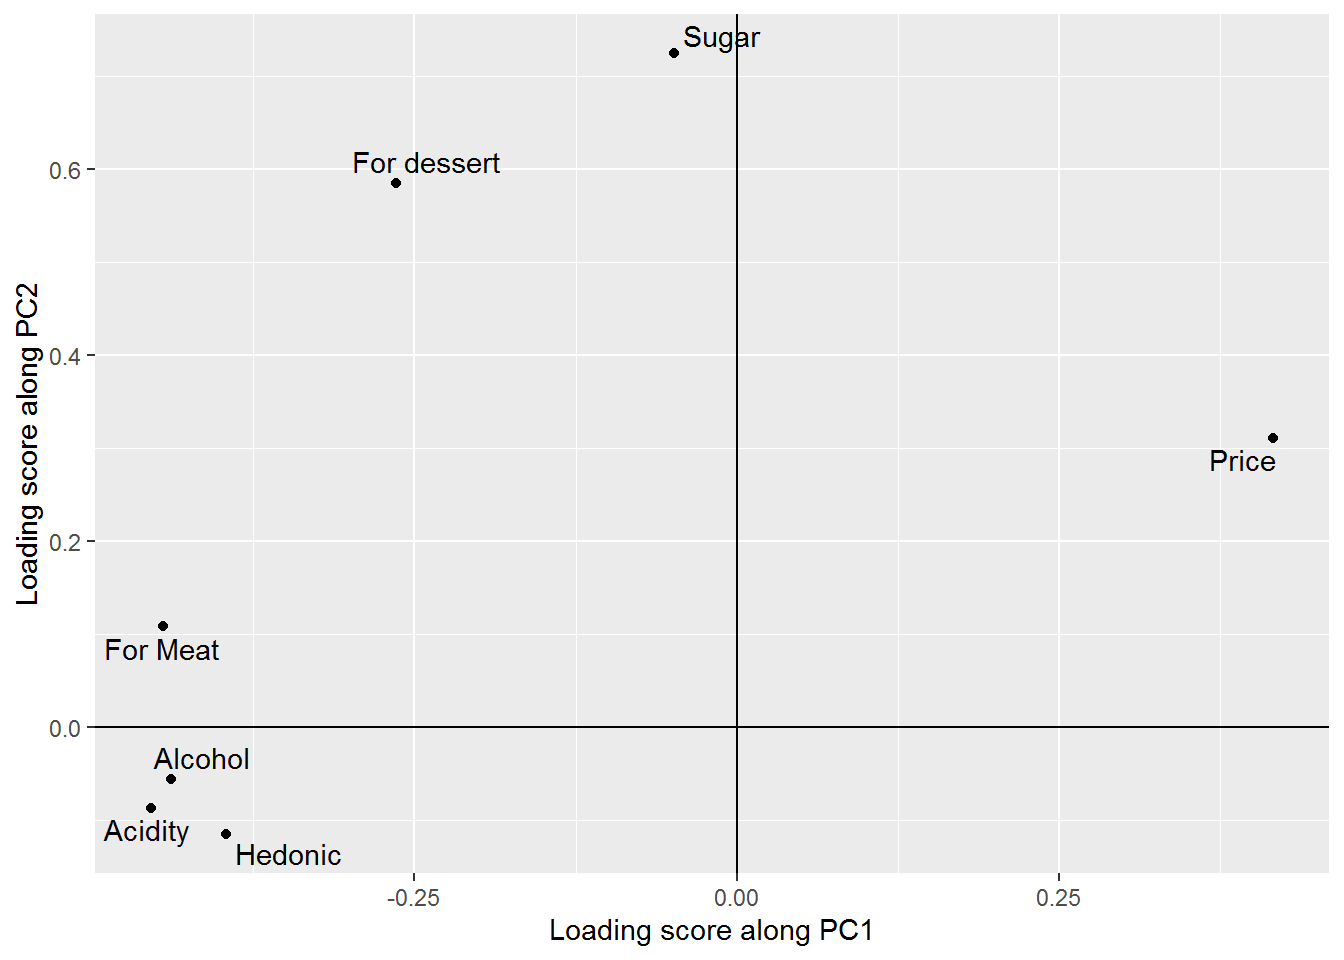 Sugar
For dessert
Price
For Meat
Alcohol
Acidity
Hedonic
0.6
0.4
0.2
0.0
-0.25
0.00
0.25
Loading score along PC1
Loading score along PC2